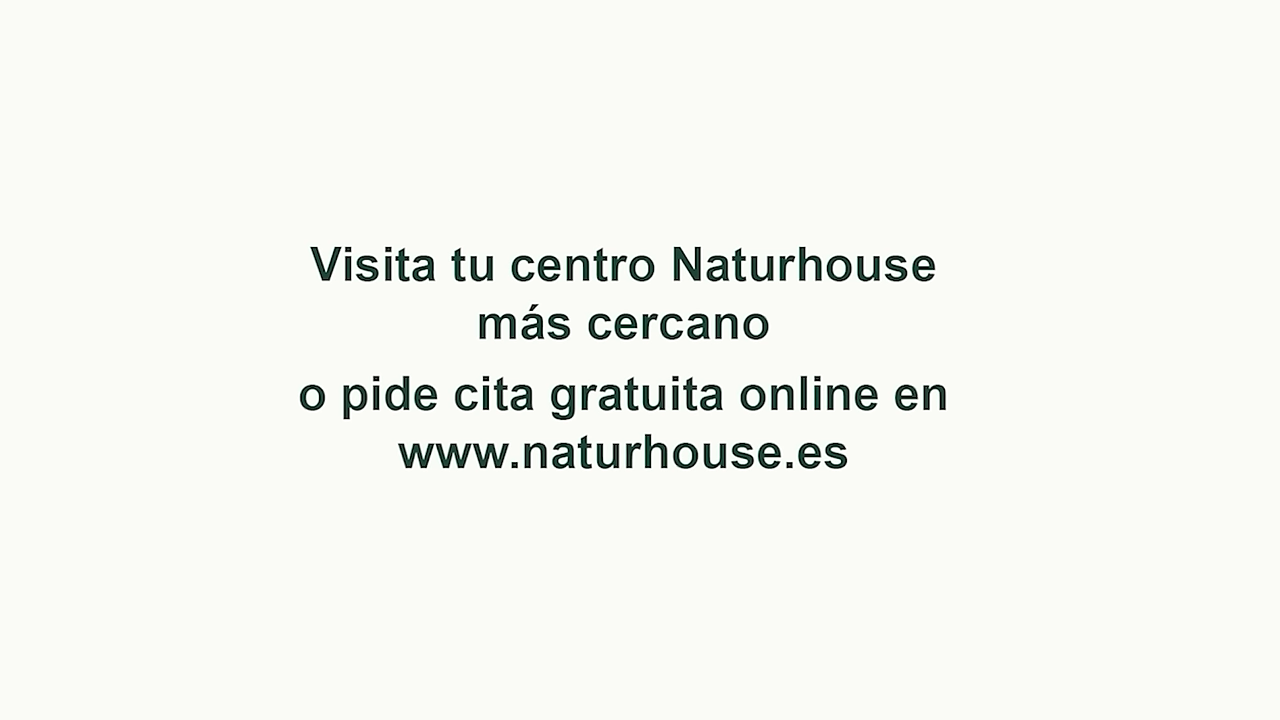 Visita tu centro Naturhouse
más cercano
o pide cita gratuita online en
www.naturhouse.es